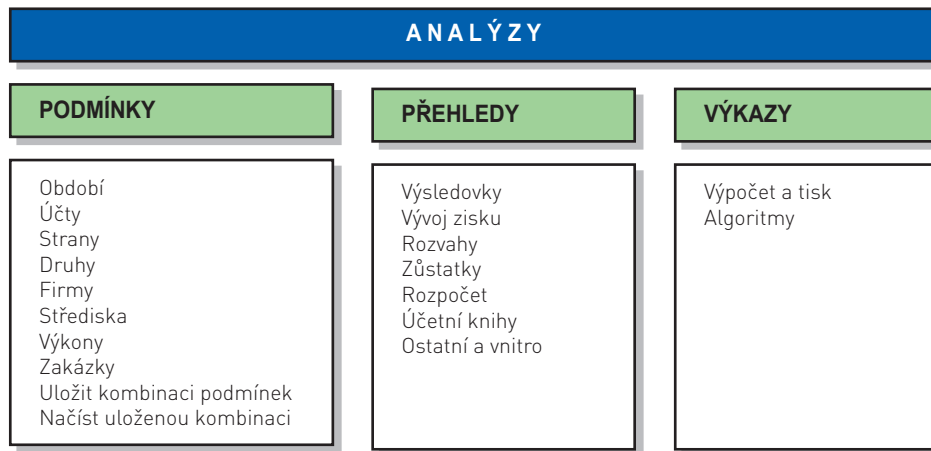 ANALÝZY
PODMÍNKY
Období
Účty
Strany
Druhy
Firmy
Střediska
Výkony
Zakázky
Uložit kombinaci podmínek
Načíst uloženou kombinaci
PŘEHLEDY
Výsledovky
Vývoj zisku
Rozvahy
Zůstatky
Rozpočet
Účetní knihy
Ostatní a vnitro
VÝKAZY
Výpočet a tisk
Algoritmy